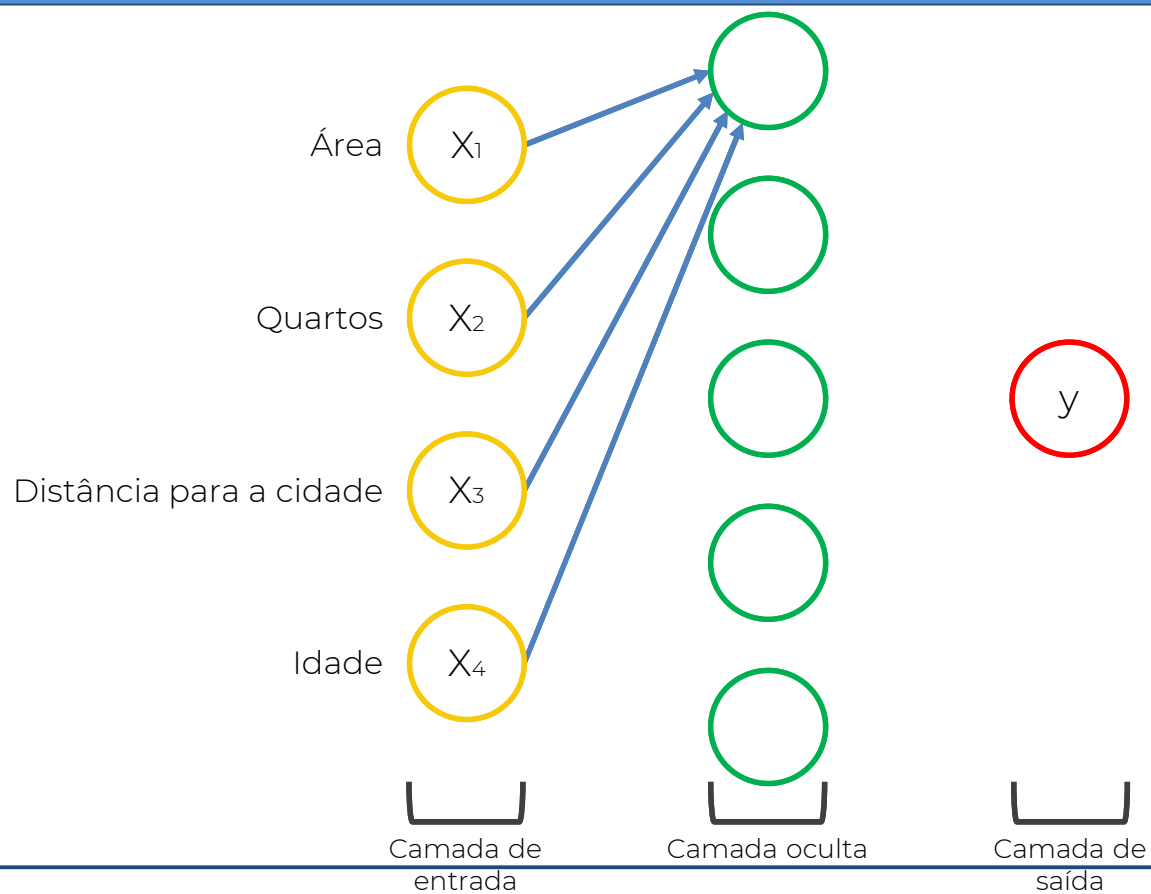 Área
X1
Quartos
X2
Distância para a cidade
X3
Idade
X4
y
Camada de
entrada
Camada oculta
Camada de
saída